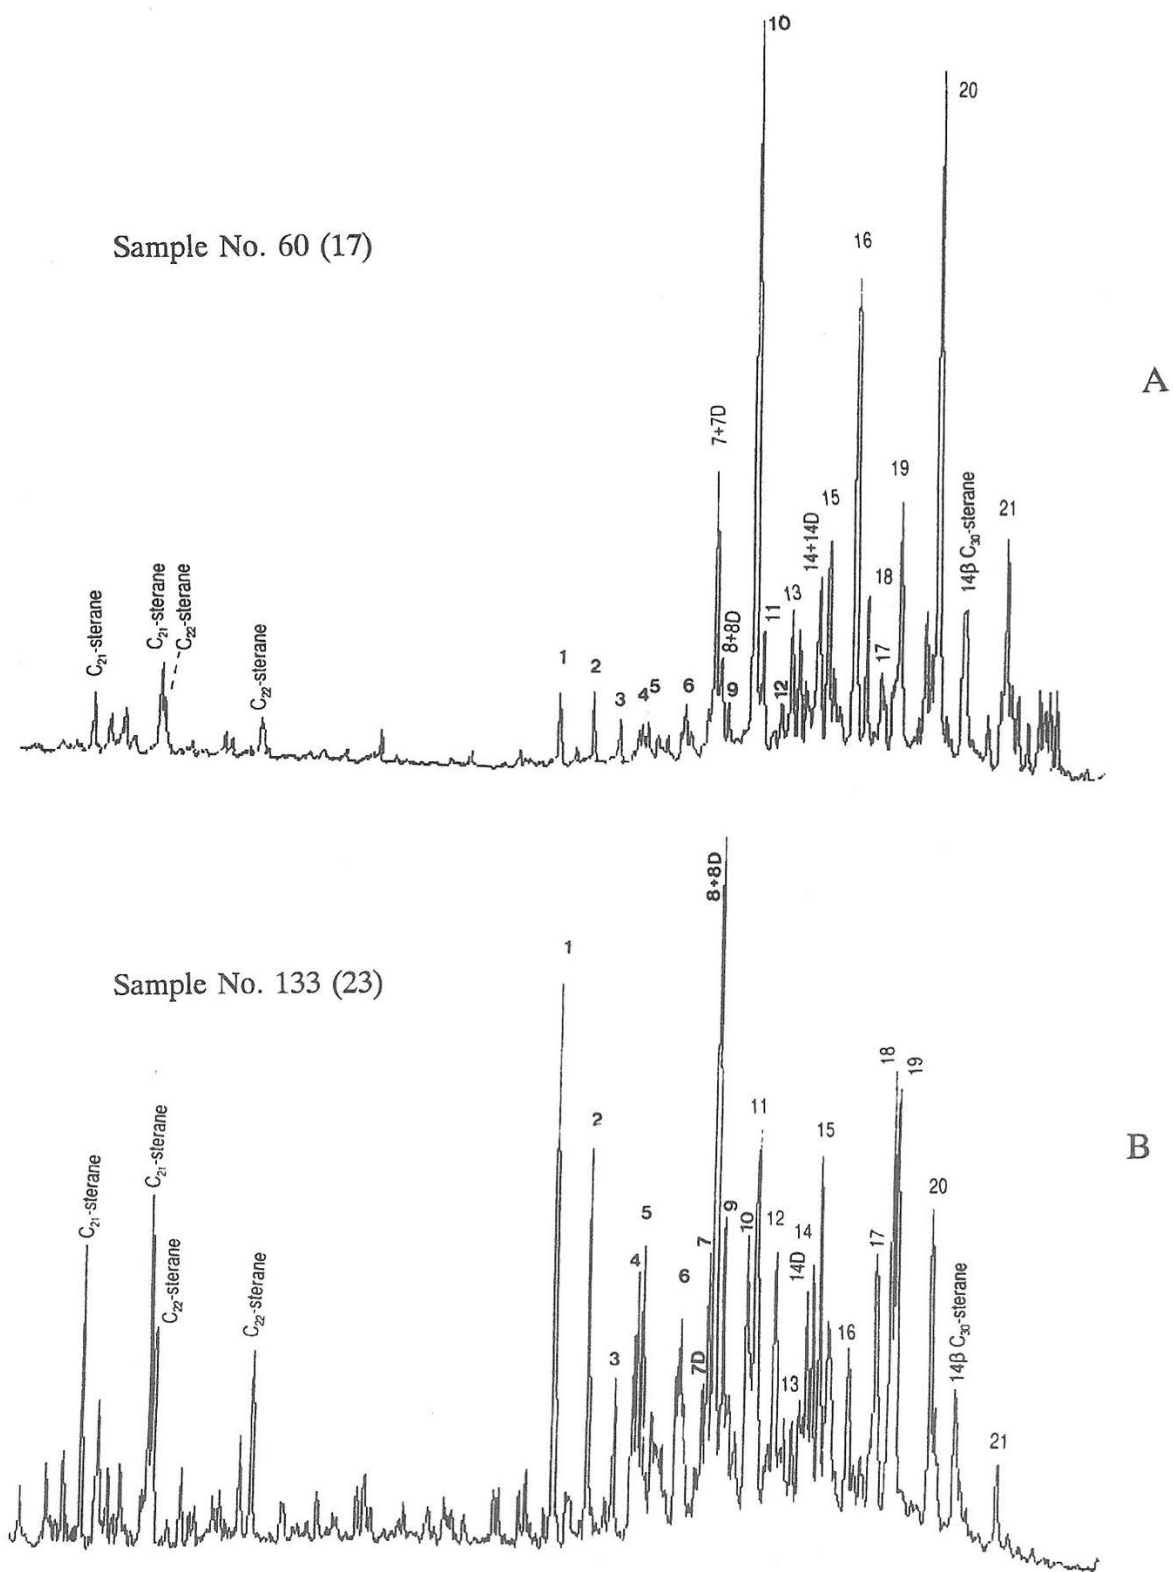 10
20
Sample No. 60 (17)
16
A
7+7D
19
15
14+14D
14β C₃₀-sterane
21
18
13
11
8+8D
C₂₁-sterane
C₂₁-sterane
C₂₂-sterane
C₂₂-sterane
1
2
3
4
5
6
9
12
17
8+8D
1
Sample No. 133 (23)
18
19
2
11
15
B
C₂₁-sterane
C₂₁-sterane
C₂₂-sterane
C₂₂-sterane
5
4
3
6
7
7D
9
10
12
14
14D
13
16
17
20
14β C₃₀-sterane
21